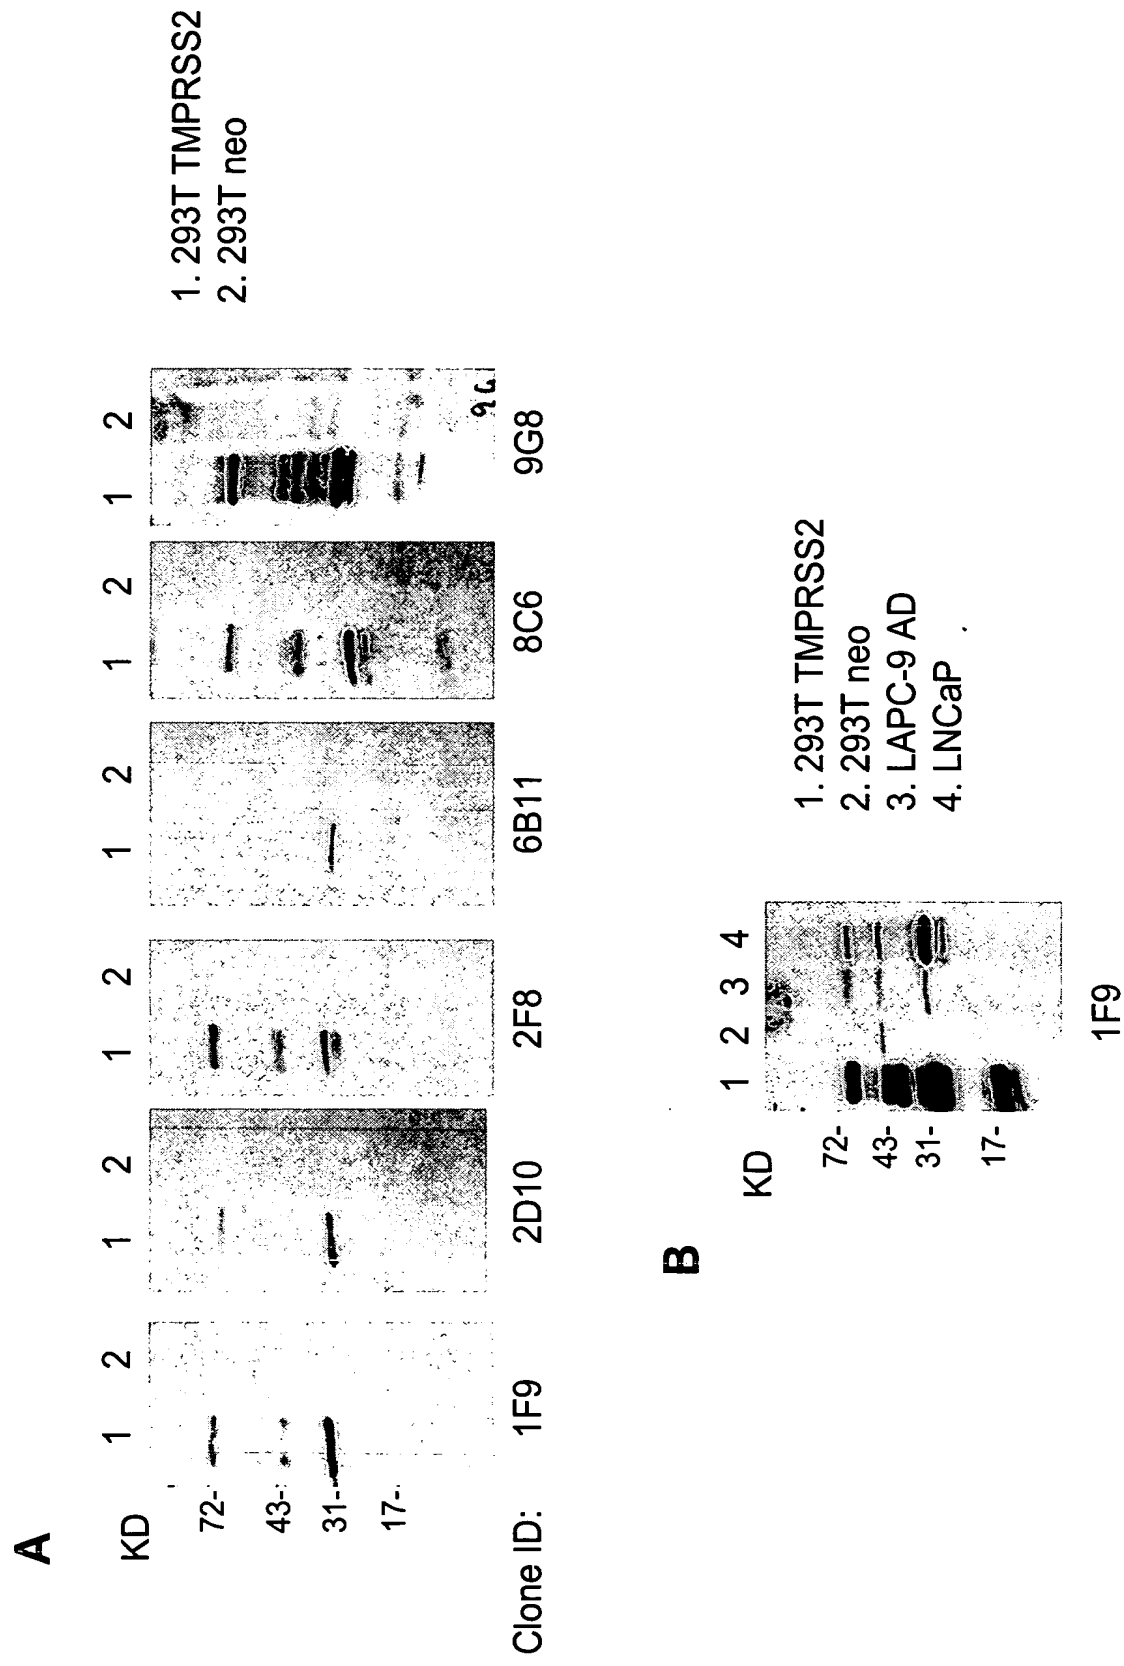 A
1 2 1 2 1 2 1 2 1 2 1 2
KD
72-
43-
31-
17-
1. 293T TMPRSS2
2. 293T neo
Clone ID: 1F9 2D10 2F8 6B11 8C6 9G8
B
1 2 3 4
KD
72-
43-
31-
17-
1. 293T TMPRSS2
2. 293T neo
3. LAPC-9 AD
4. LNCaP
1F9